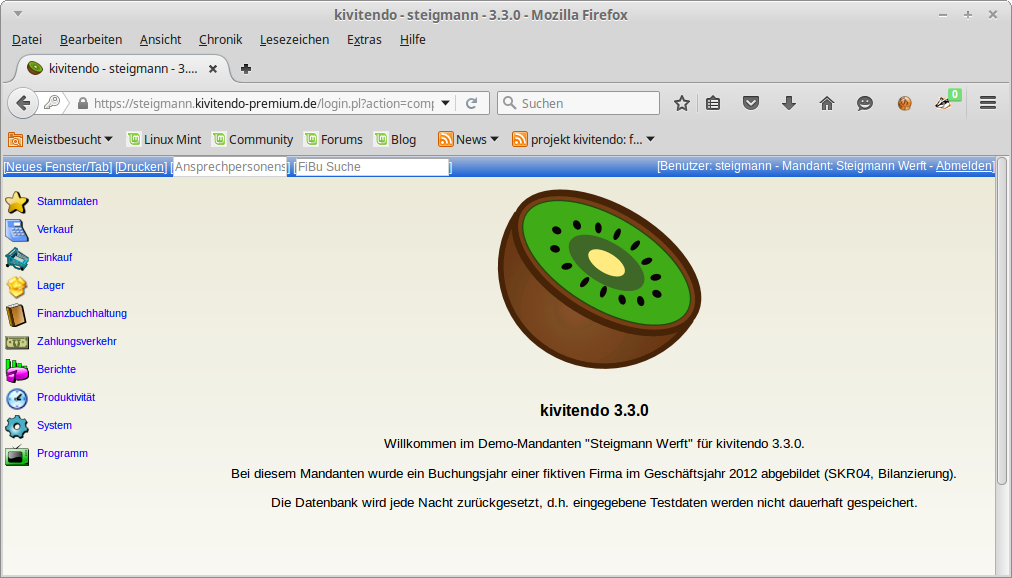 kivitendo - steigmann - 3.3.0 - Mozilla Firefox
Datei Bearbeiten Ansicht Chronik Lesezeichen Extras Hilfe
kivitendo - steigmann - 3....
https://steigmann.kivitendo-premium.de/login.pl?action=comp Suchen 0
Meistbesucht Linux Mint Community Forums Blog News projekt kivitendo: f...
[Neues Fenster/Tab] [Drucken] [Ansprechpersonens] [FiBu Suche] [Benutzer: steigmann - Mandant: Steigmann Werft - Abmelden]
Stammdaten
Verkauf
Einkauf
Lager
Finanzbuchhaltung
Zahlungsverkehr
Berichte
Produktivität
System
Programm
kivitendo 3.3.0
Willkommen im Demo-Mandanten "Steigmann Werft" für kivitendo 3.3.0.
Bei diesem Mandanten wurde ein Buchungsjahr einer fiktiven Firma im Geschäftsjahr 2012 abgebildet (SKR04, Bilanzierung).
Die Datenbank wird jede Nacht zurückgesetzt, d.h. eingegebene Testdaten werden nicht dauerhaft gespeichert.